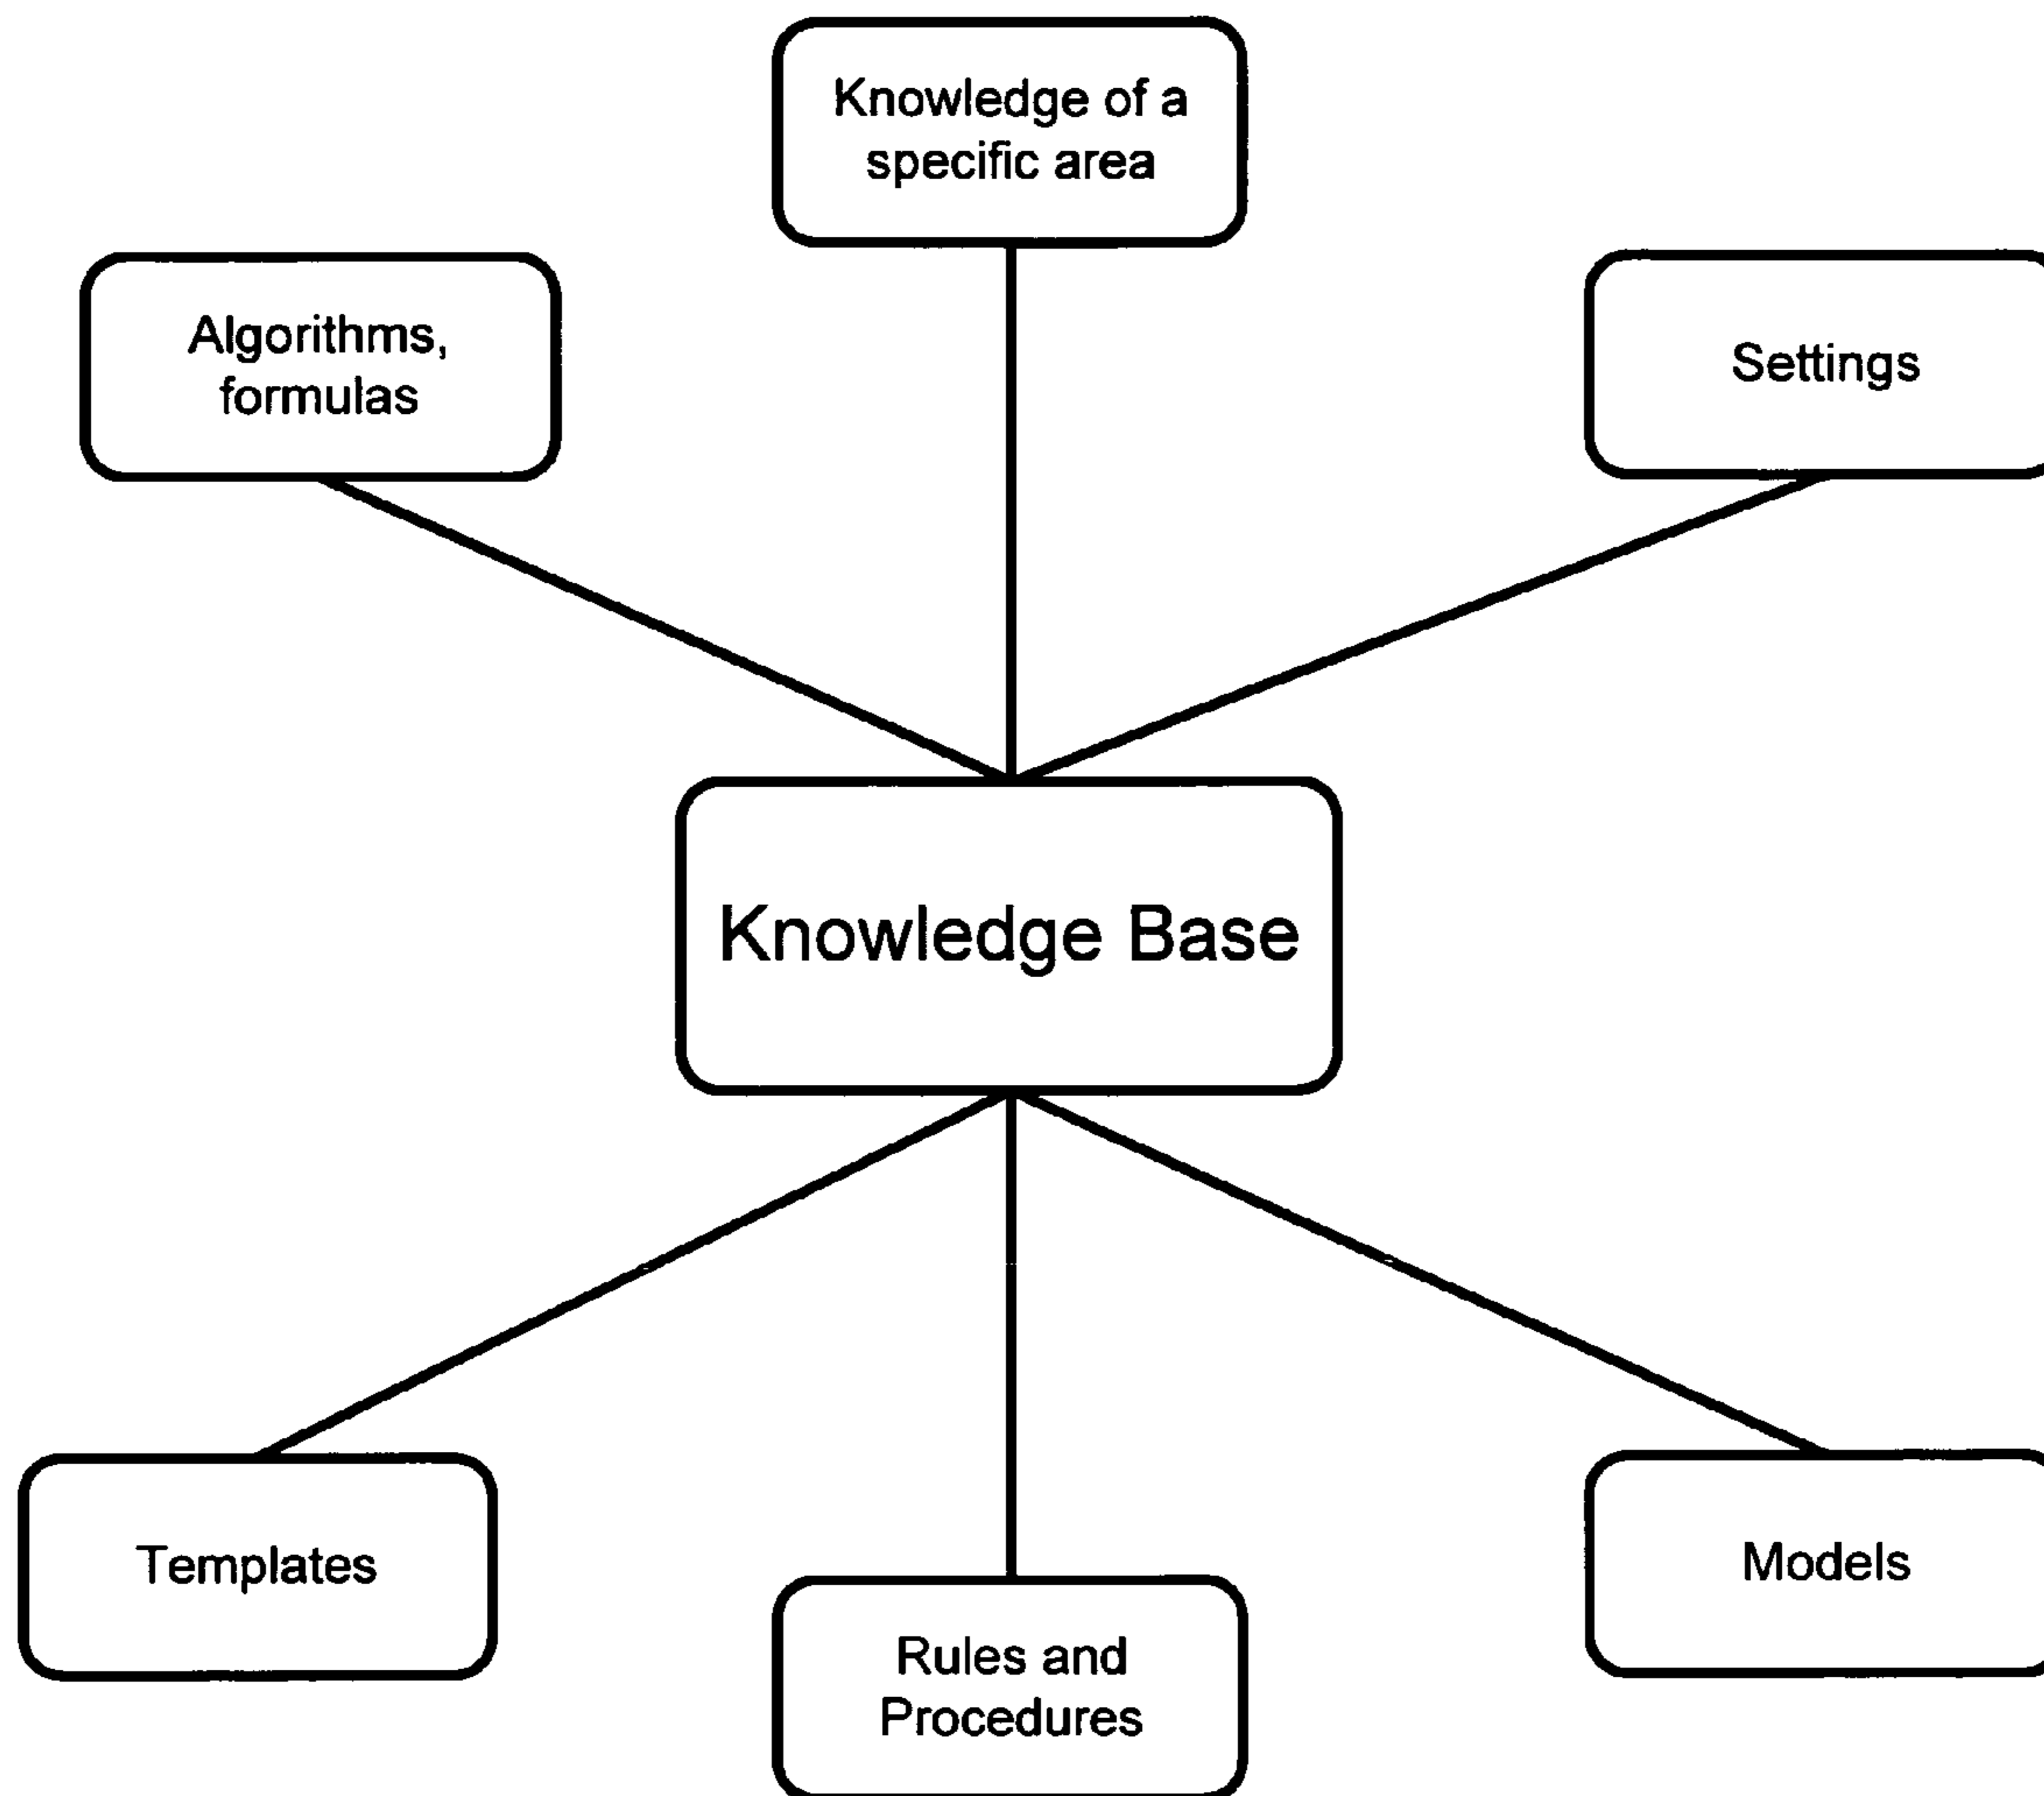 Knowledge of a
specific area
Algorithms,
formulas
Settings
Knowledge Base
Templates
Rules and
Procedures
Models